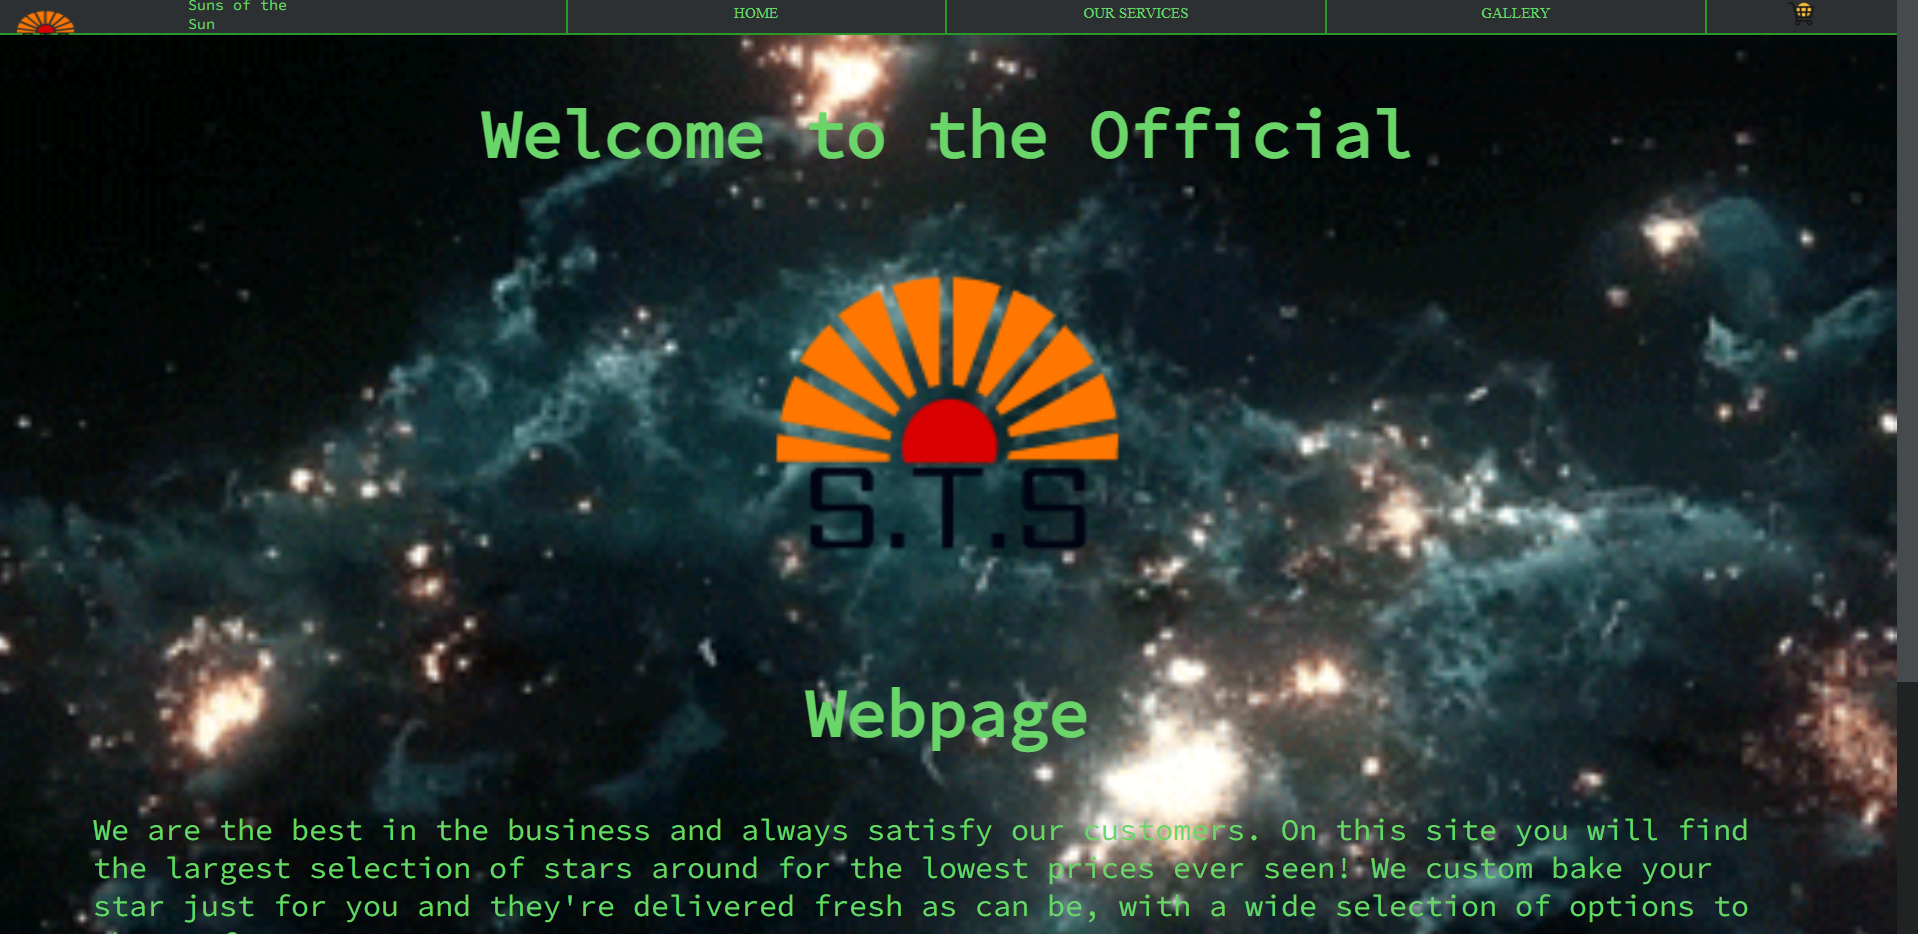 Suns of the
Sun
HOME
OUR SERVICES
GALLERY
Welcome to the Official
S.T.S
Webpage
We are the best in the business and always satisfy our customers. On this site you will find
the largest selection of stars around for the lowest prices ever seen! We custom bake your
star just for you and they're delivered fresh as can be, with a wide selection of options to